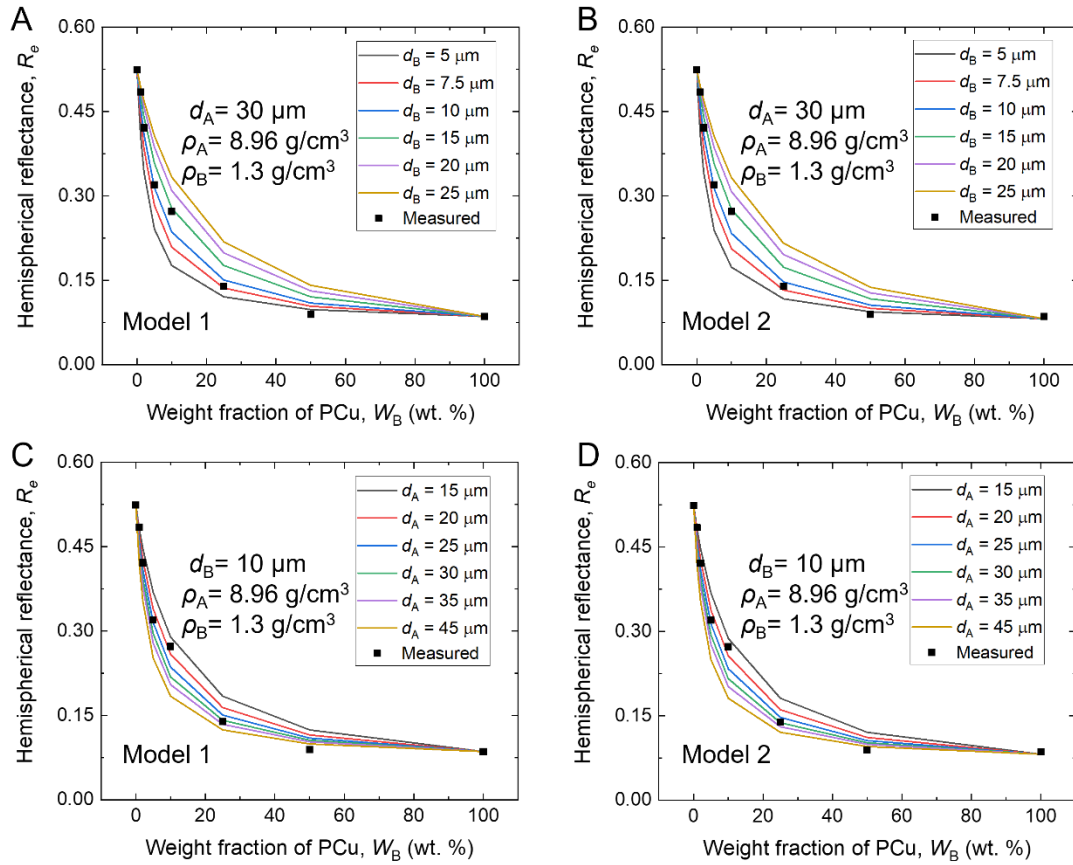 A
Hemispherical reflectance, Re
0.60
0.45
0.30
0.15
0.00
dB = 5 μm
dB = 7.5 μm
dB = 10 μm
dB = 15 μm
dB = 20 μm
dB = 25 μm
Measured
dA= 30 μm
ρA= 8.96 g/cm³
ρB= 1.3 g/cm³
Model 1
0 20 40 60 80 100
Weight fraction of PCu, WB (wt. %)
B
Hemispherical reflectance, Re
0.60
0.45
0.30
0.15
0.00
dB = 5 μm
dB = 7.5 μm
dB = 10 μm
dB = 15 μm
dB = 20 μm
dB = 25 μm
Measured
dA= 30 μm
ρA= 8.96 g/cm³
ρB= 1.3 g/cm³
Model 2
0 20 40 60 80 100
Weight fraction of PCu, WB (wt. %)
C
Hemispherical reflectance, Re
0.60
0.45
0.30
0.15
0.00
dA = 15 μm
dA = 20 μm
dA = 25 μm
dA = 30 μm
dA = 35 μm
dA = 45 μm
Measured
dB= 10 μm
ρA= 8.96 g/cm³
ρB= 1.3 g/cm³
Model 1
0 20 40 60 80 100
Weight fraction of PCu, WB (wt. %)
D
Hemispherical reflectance, Re
0.60
0.45
0.30
0.15
0.00
dA = 15 μm
dA = 20 μm
dA = 25 μm
dA = 30 μm
dA = 35 μm
dA = 45 μm
Measured
dB= 10 μm
ρA= 8.96 g/cm³
ρB= 1.3 g/cm³
Model 2
0 20 40 60 80 100
Weight fraction of PCu, WB (wt. %)